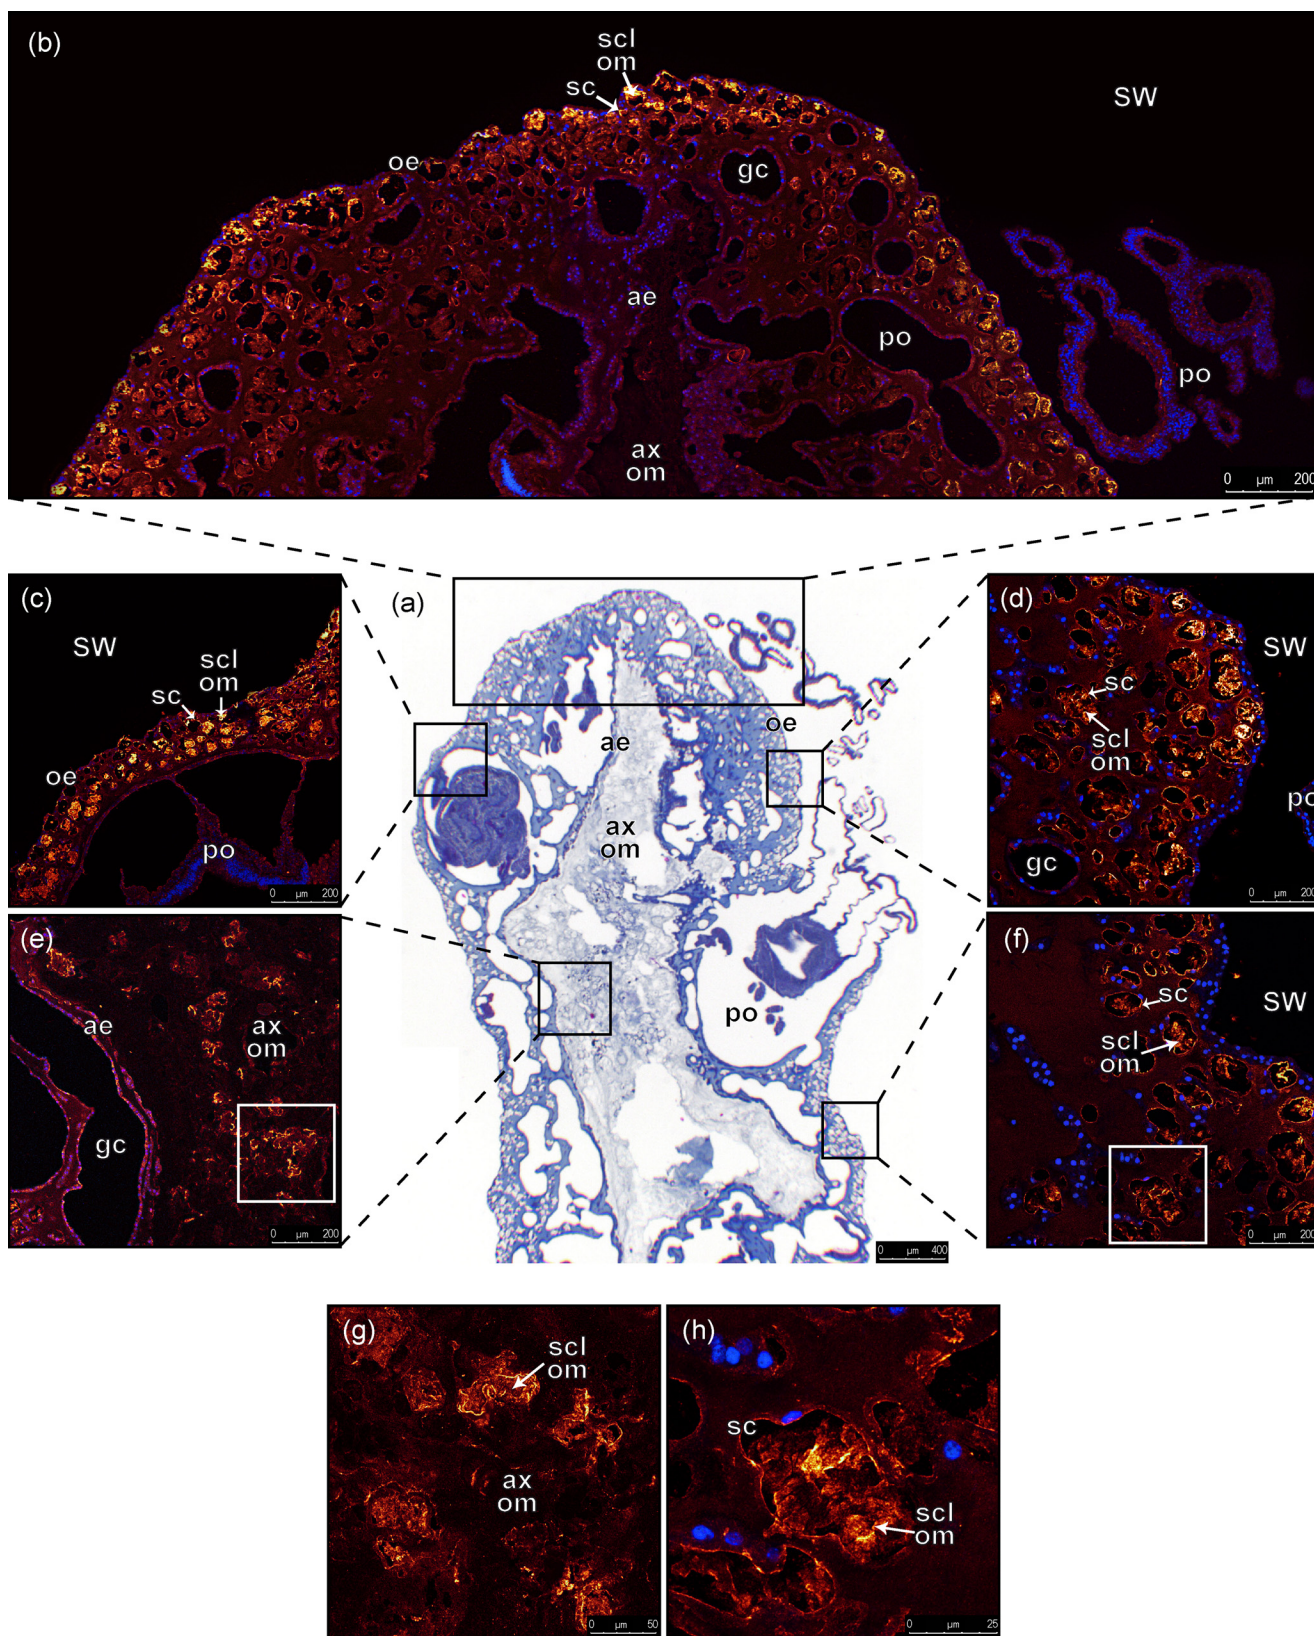 (b)
scl
om
sc
SW
oe
gc
ae
po
po
ax
om
0 µm 200
(c)
SW
scl
om
sc
oe
po
0 µm 200
(a)
oe
ae
ax
om
po
0 µm 400
(d)
SW
sc
scl
om
po
gc
0 µm 200
(e)
ae
ax
om
gc
0 µm 200
(f)
sc
SW
scl
om
0 µm 200
(g)
scl
om
ax
om
0 µm 50
(h)
sc
scl
om
0 µm 25